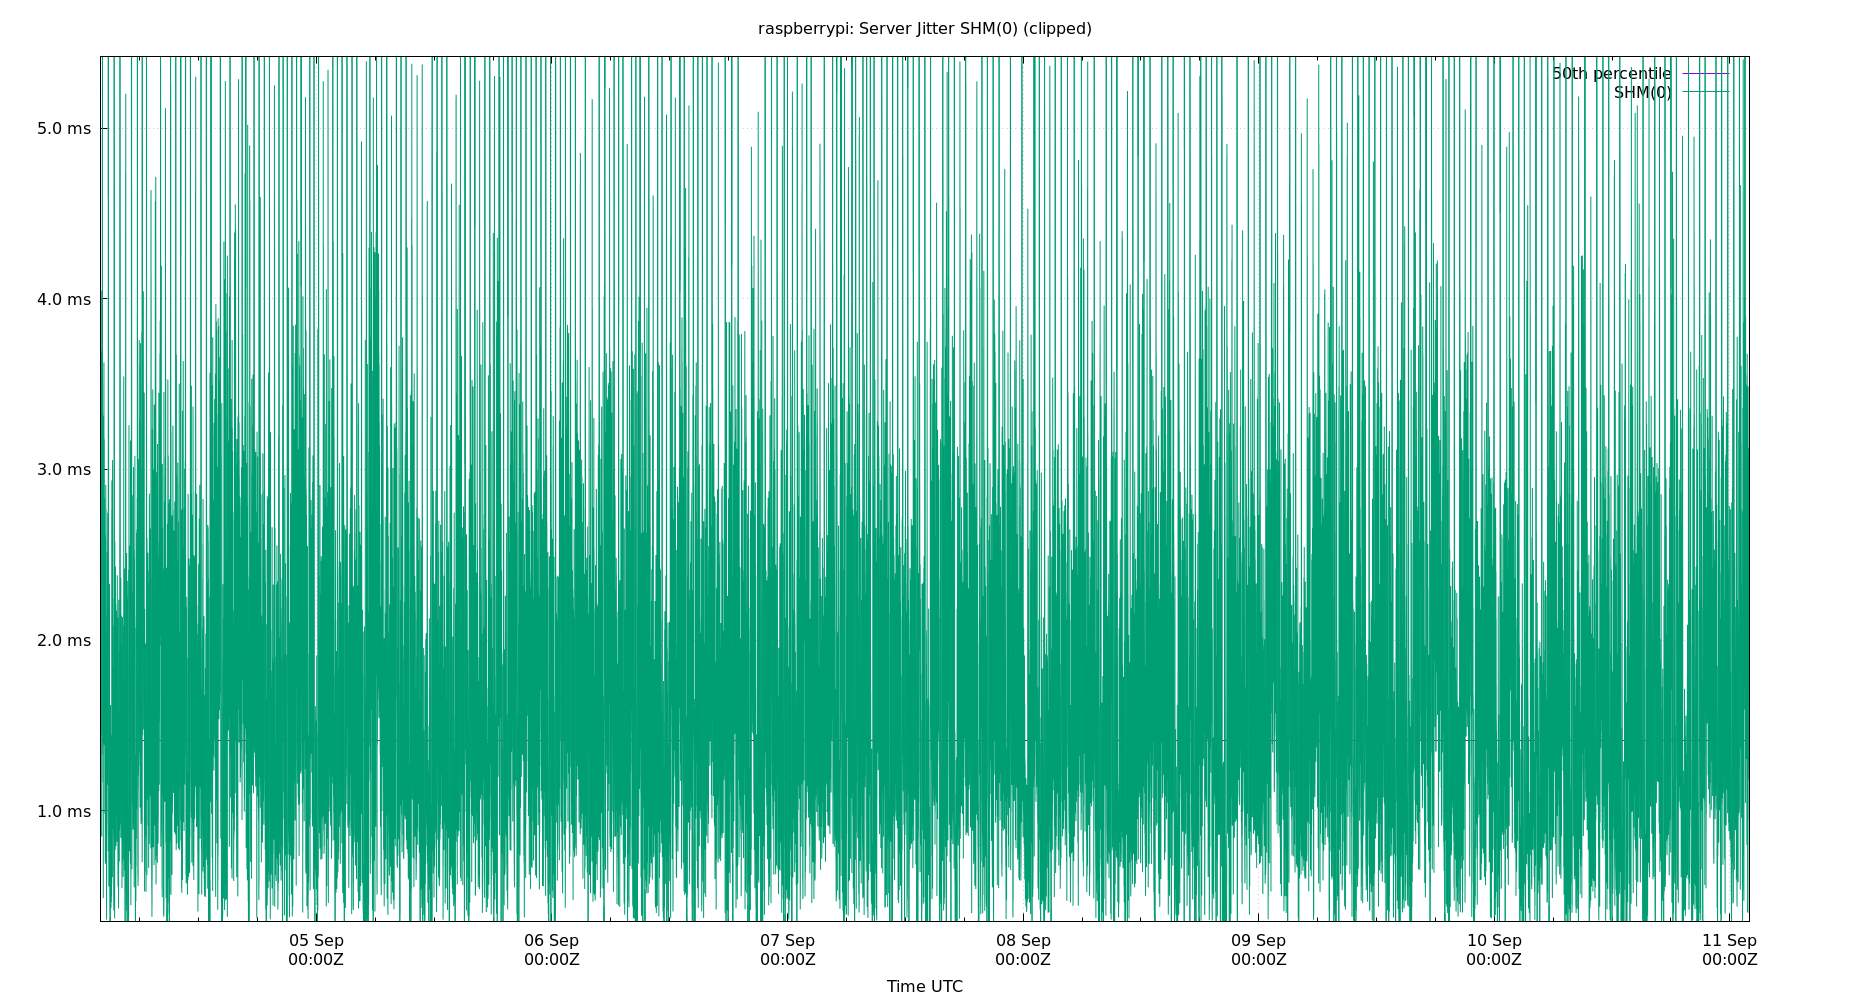 raspberrypi: Server Jitter SHM(0) (clipped)
50th percentile
SHM(0)
5.0 ms
4.0 ms
3.0 ms
2.0 ms
1.0 ms
05 Sep 06 Sep 07 Sep 08 Sep 09 Sep 10 Sep 11 Sep
00:00Z 00:00Z 00:00Z 00:00Z 00:00Z 00:00Z 00:00Z
Time UTC